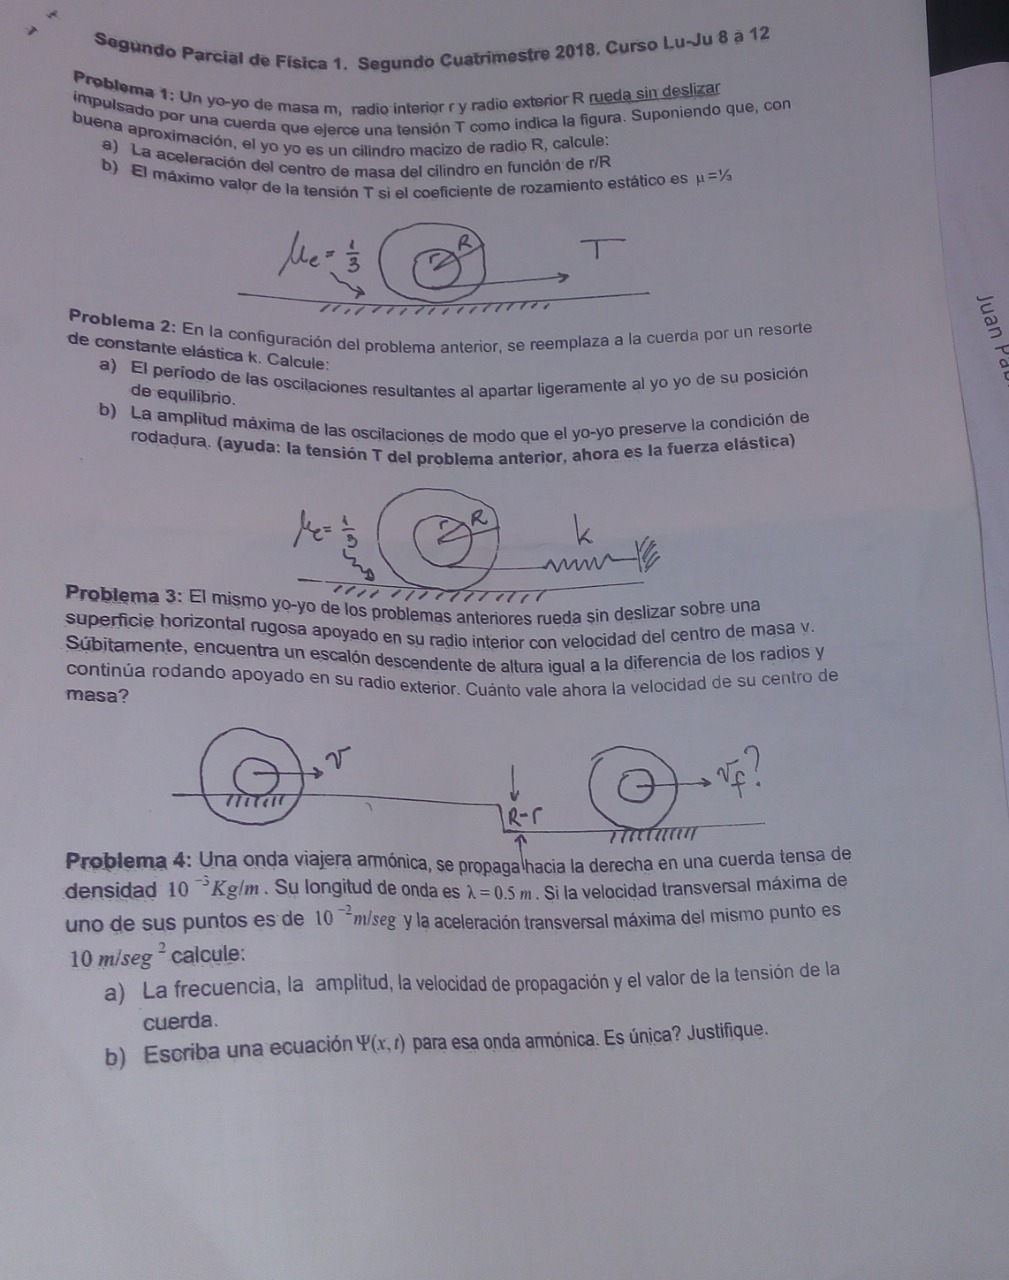 Segundo Parcial de Física 1. Segundo Cuatrimestre 2018. Curso Lu-Ju 8 a 12
Problema 1: Un yo-yo de masa m, radio interior r y radio exterior R rueda sin deslizar
impulsado por una cuerda que ejerce una tensión T como indica la figura. Suponiendo que, con
buena aproximación, el yo yo es un cilindro macizo de radio R, calcule:
a) La aceleración del centro de masa del cilindro en función de r/R
b) El máximo valor de la tensión T si el coeficiente de rozamiento estático es μ=⅓
μe = 1/3 r R T
Problema 2: En la configuración del problema anterior, se reemplaza a la cuerda por un resorte
de constante elástica k. Calcule:
a) El período de las oscilaciones resultantes al apartar ligeramente al yo yo de su posición
de equilibrio.
b) La amplitud máxima de las oscilaciones de modo que el yo-yo preserve la condición de
rodadura. (ayuda: la tensión T del problema anterior, ahora es la fuerza elástica)
μe = 1/3 r R k
Problema 3: El mismo yo-yo de los problemas anteriores rueda sin deslizar sobre una
superficie horizontal rugosa apoyado en su radio interior con velocidad del centro de masa v.
Súbitamente, encuentra un escalón descendente de altura igual a la diferencia de los radios y
continúa rodando apoyado en su radio exterior. Cuánto vale ahora la velocidad de su centro de
masa?
v R-r vf?
Problema 4: Una onda viajera armónica, se propaga hacia la derecha en una cuerda tensa de
densidad 10⁻³ Kg/m. Su longitud de onda es λ = 0.5 m. Si la velocidad transversal máxima de
uno de sus puntos es de 10⁻² m/seg y la aceleración transversal máxima del mismo punto es
10 m/seg² calcule:
a) La frecuencia, la amplitud, la velocidad de propagación y el valor de la tensión de la
cuerda.
b) Escriba una ecuación Ψ(x, t) para esa onda armónica. Es única? Justifique.
Juan